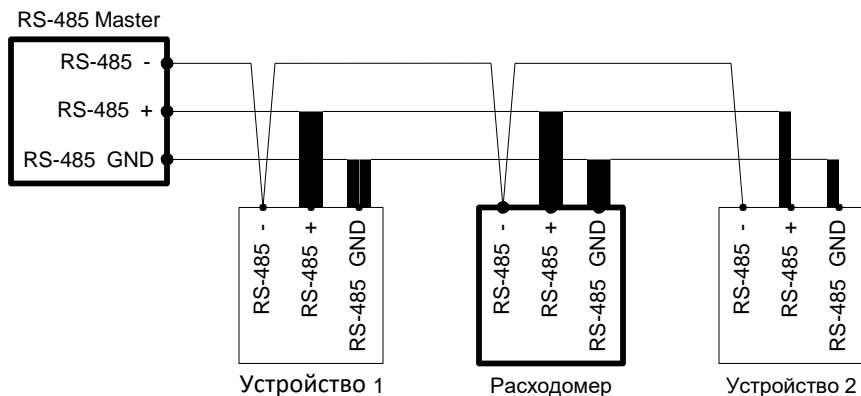 RS-485 Master
RS-485 -
RS-485 +
RS-485 GND
RS-485 -
RS-485 +
RS-485 GND
RS-485 -
RS-485 +
RS-485 GND
RS-485 -
RS-485 +
RS-485 GND
Устройство 1
Расходомер
Устройство 2